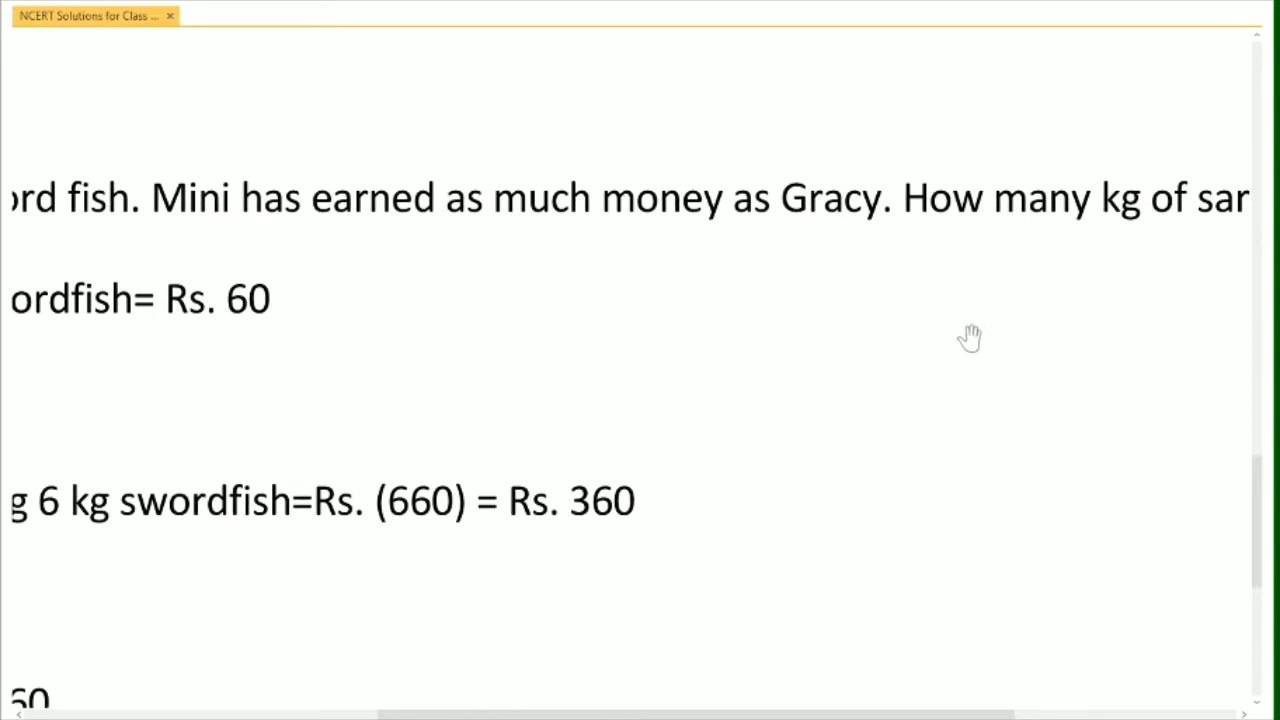 NCERT Solutions for Class ...
ord fish. Mini has earned as much money as Gracy. How many kg of sar
ordfish= Rs. 60
g 6 kg swordfish=Rs. (660) = Rs. 360
60